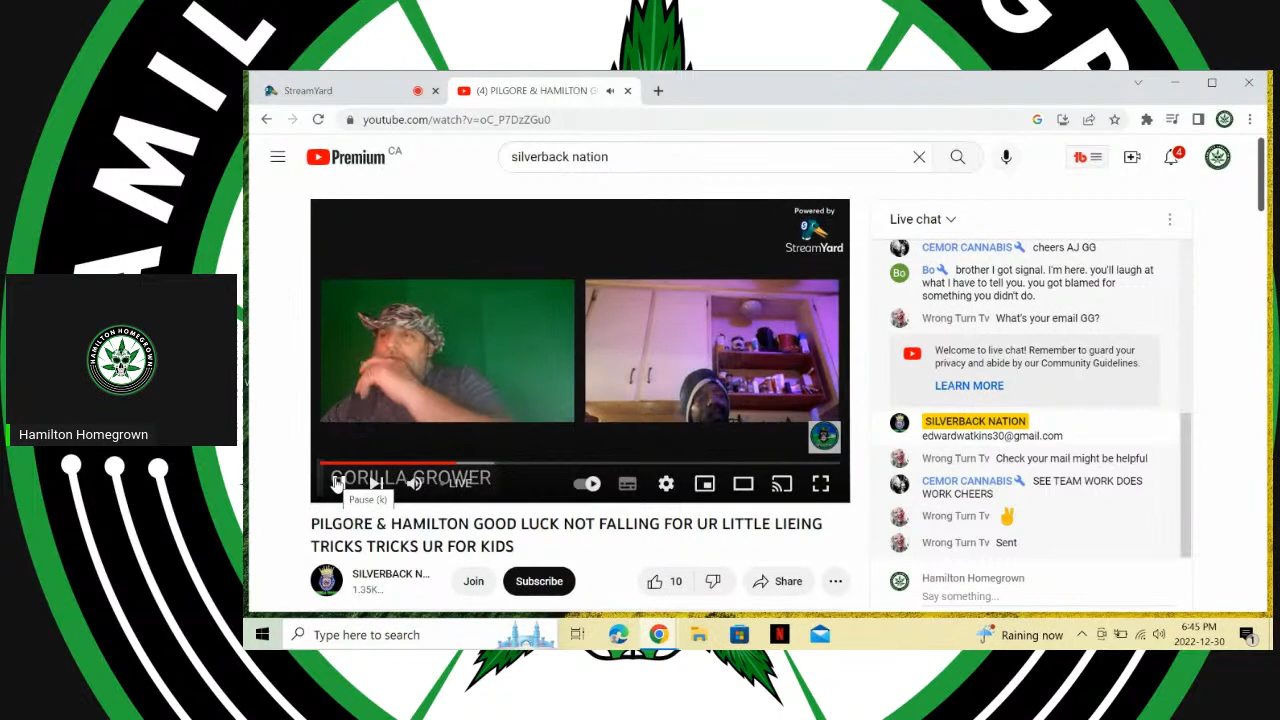 AMIL
GR
StreamYard
(4) PILGORE & HAMILTON G
youtube.com/watch?v=oC_P7DzZGu0
Premium CA
silverback nation
4
Powered by
StreamYard
GORILLA GROWER
LIVE
Pause (k)
PILGORE & HAMILTON GOOD LUCK NOT FALLING FOR UR LITTLE LIEING
TRICKS TRICKS UR FOR KIDS
SILVERBACK N...
1.35K...
Join
Subscribe
10
Share
Live chat
CEMOR CANNABIS cheers AJ GG
Bo
Bo brother I got signal. I'm here. you'll laugh at
what I have to tell you. you got blamed for
something you didn't do.
Wrong Turn Tv What's your email GG?
Welcome to live chat! Remember to guard your
privacy and abide by our Community Guidelines.
LEARN MORE
SILVERBACK NATION
edwardwatkins30@gmail.com
Wrong Turn Tv Check your mail might be helpful
CEMOR CANNABIS SEE TEAM WORK DOES
WORK CHEERS
Wrong Turn Tv ✌
Wrong Turn Tv Sent
Hamilton Homegrown
Say something...
HAMILTON HOMEGROWN
Hamilton Homegrown
Type here to search
Raining now
6:45 PM
2022-12-30
1